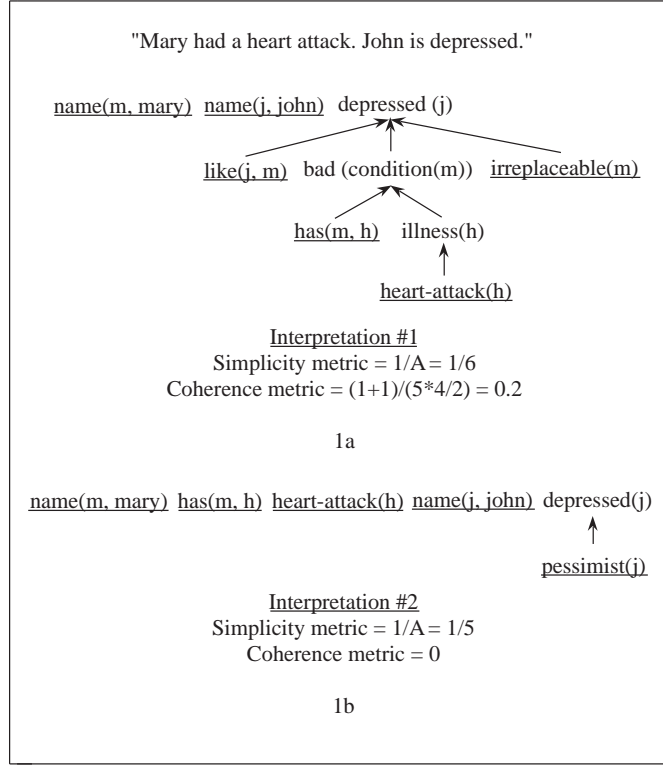 "Mary had a heart attack. John is depressed."
name(m, mary) name(j, john) depressed (j)
like(j, m) bad (condition(m)) irreplaceable(m)
has(m, h) illness(h)
heart-attack(h)
Interpretation #1
Simplicity metric = 1/A = 1/6
Coherence metric = (1+1)/(5*4/2) = 0.2
1a
name(m, mary) has(m, h) heart-attack(h) name(j, john) depressed(j)
pessimist(j)
Interpretation #2
Simplicity metric = 1/A = 1/5
Coherence metric = 0
1b